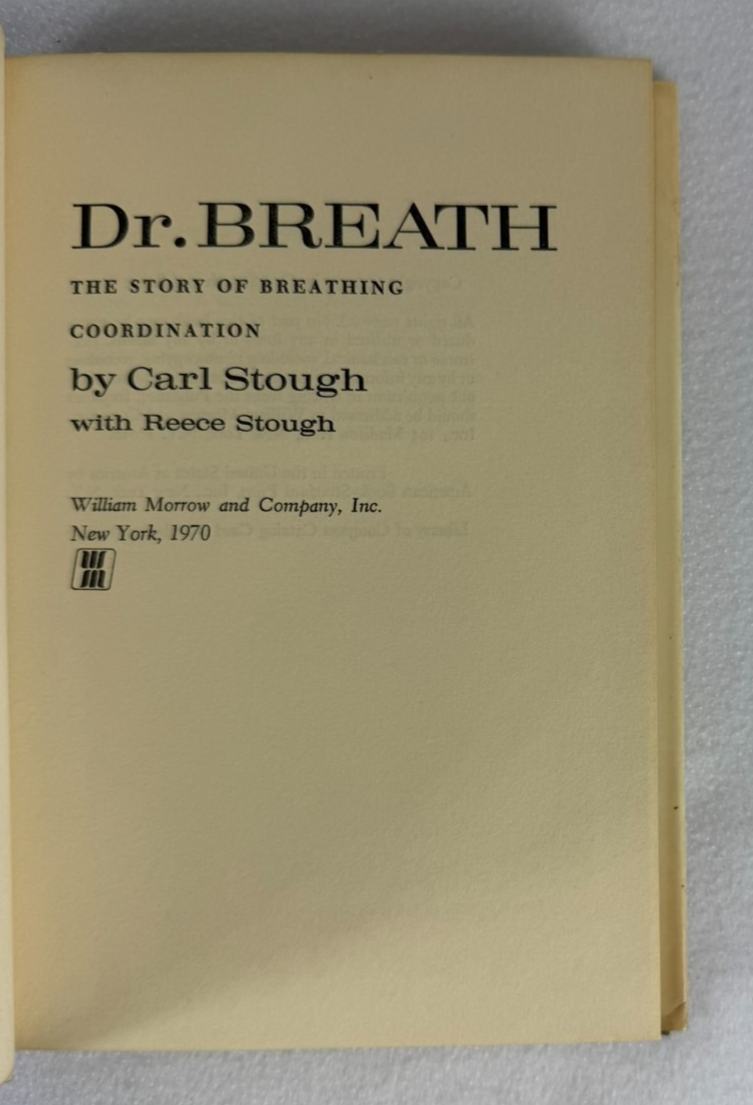 Dr. BREATH
THE STORY OF BREATHING
COORDINATION
by Carl Stough
with Reece Stough
William Morrow and Company, Inc.
New York, 1970